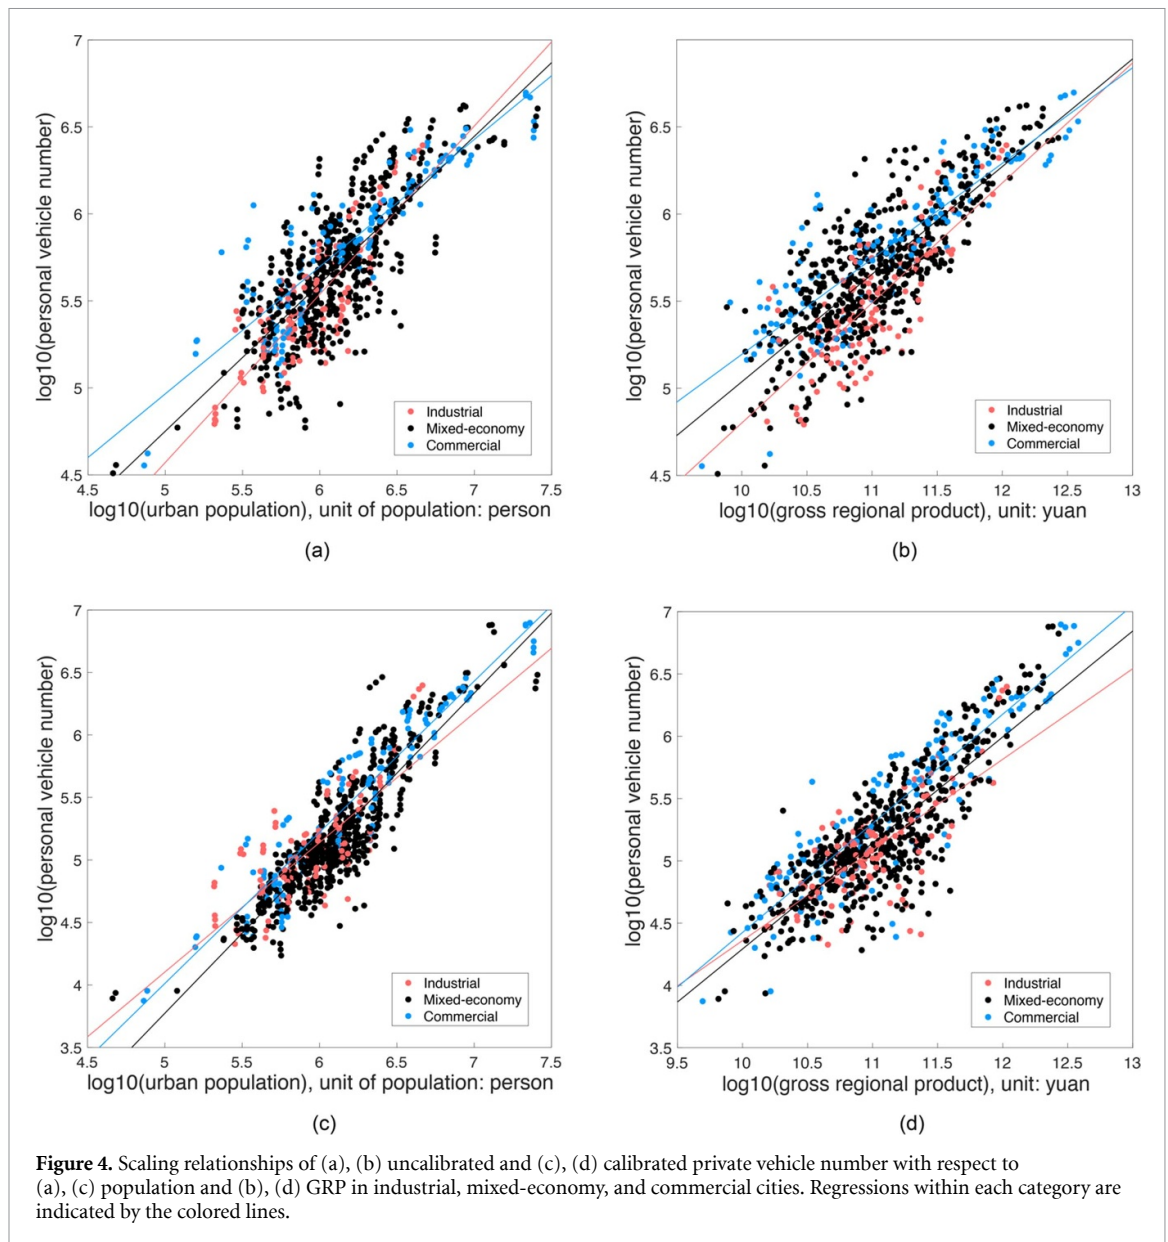 7
6.5
6
5.5
5
4.5
log10(personal vehicle number)
4.5 5 5.5 6 6.5 7 7.5
log10(urban population), unit of population: person
Industrial
Mixed-economy
Commercial
(a)
6.5
6
5.5
5
4.5
log10(personal vehicle number)
10 10.5 11 11.5 12 12.5 13
log10(gross regional product), unit: yuan
Industrial
Mixed-economy
Commercial
(b)
7
6.5
6
5.5
5
4.5
4
3.5
log10(personal vehicle number)
4.5 5 5.5 6 6.5 7 7.5
log10(urban population), unit of population: person
Industrial
Mixed-economy
Commercial
(c)
7
6.5
6
5.5
5
4.5
4
3.5
log10(personal vehicle number)
9.5 10 10.5 11 11.5 12 12.5 13
log10(gross regional product), unit: yuan
Industrial
Mixed-economy
Commercial
(d)
Figure 4. Scaling relationships of (a), (b) uncalibrated and (c), (d) calibrated private vehicle number with respect to
(a), (c) population and (b), (d) GRP in industrial, mixed-economy, and commercial cities. Regressions within each category are
indicated by the colored lines.